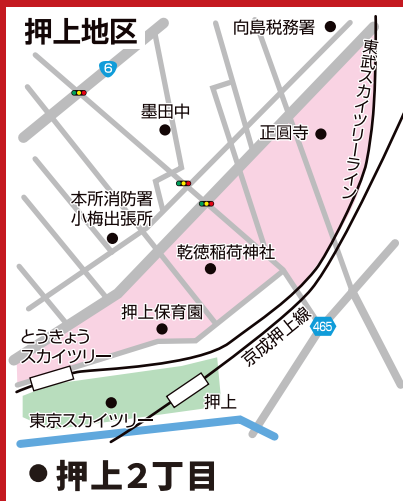 押上地区
向島税務署
6
東武スカイツリーライン
墨田中
正圓寺
本所消防署
小梅出張所
乾徳稲荷神社
押上保育園
とうきょう
スカイツリー
京成押上線
465
押上
東京スカイツリー
●押上2丁目